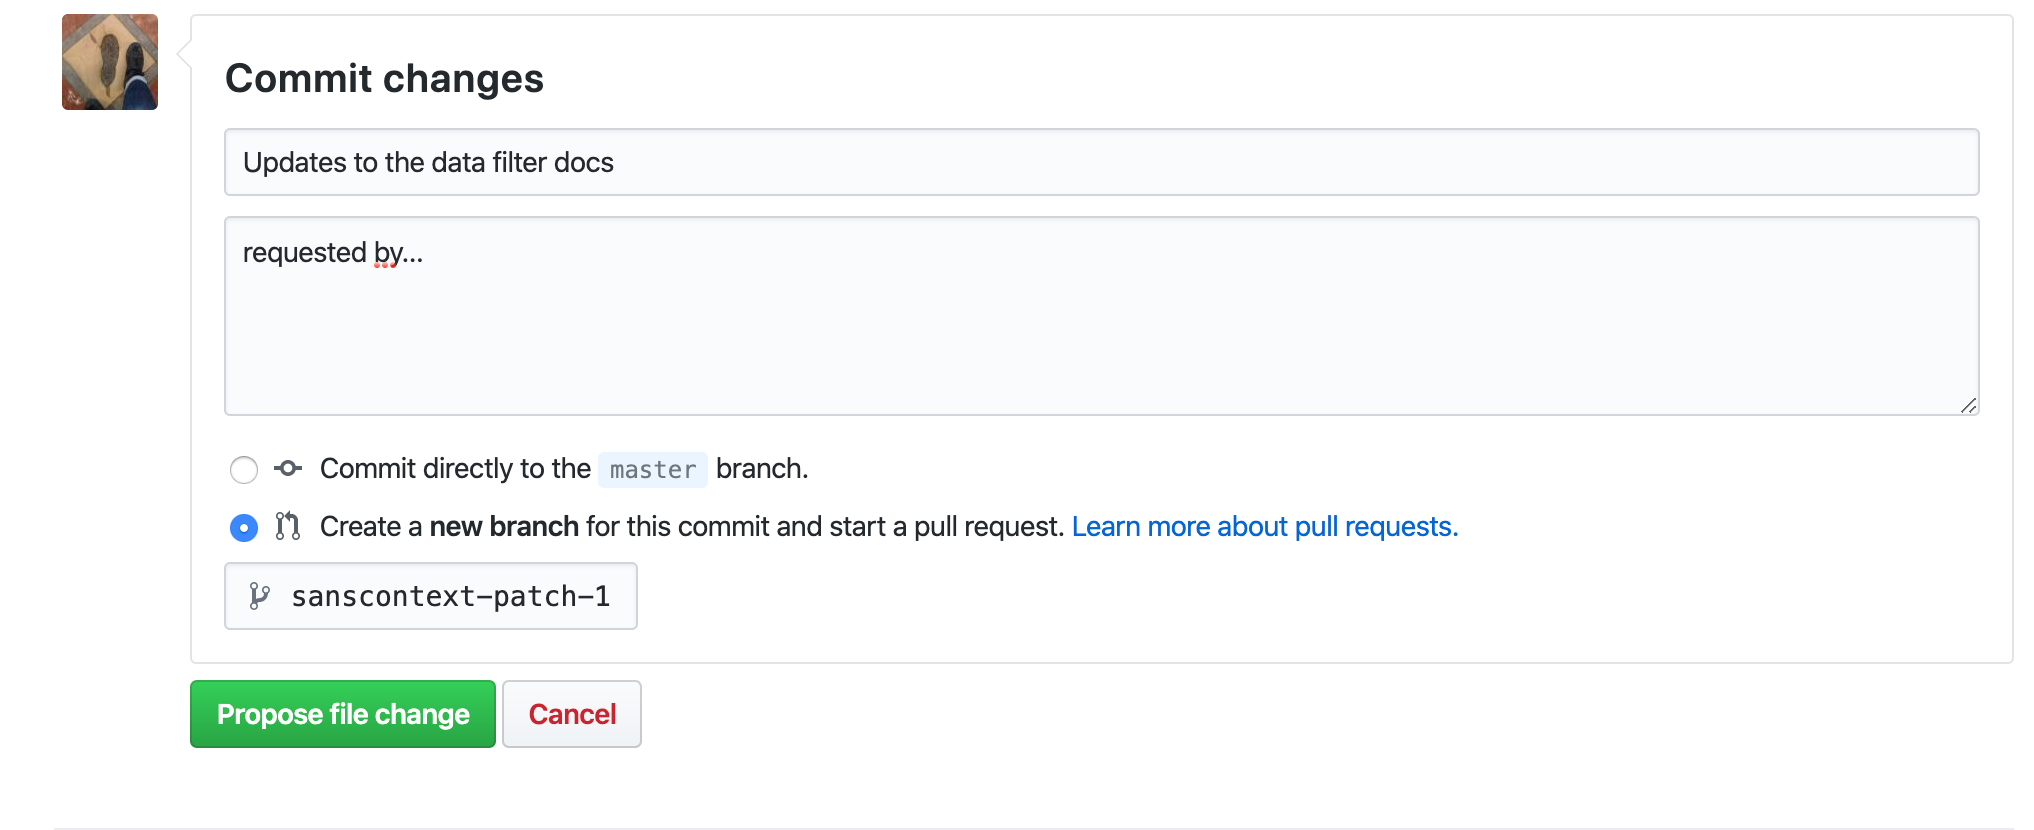 Commit changes
Updates to the data filter docs
requested by...
Commit directly to the master branch.
Create a new branch for this commit and start a pull request. Learn more about pull requests.
sanscontext-patch-1
Propose file change
Cancel